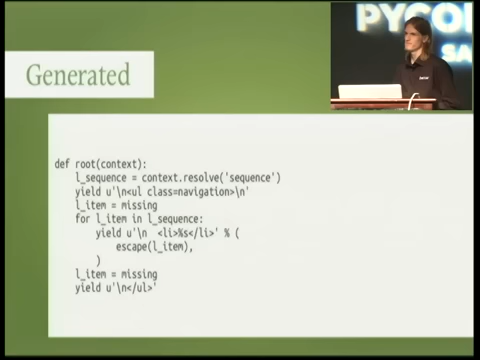 PYCO
SA
Generated
def root(context):
    l_sequence = context.resolve('sequence')
    yield u'\n<ul class=navigation>\n'
    l_item = missing
    for l_item in l_sequence:
        yield u'\n  <li>%s</li>' % (
            escape(l_item),
        )
    l_item = missing
    yield u'\n</ul>'